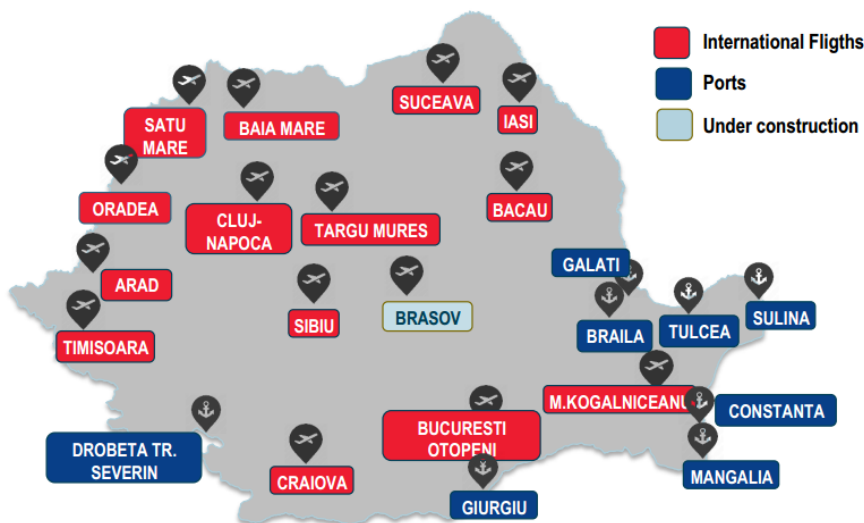 International Fligths
Ports
Under construction
SUCEAVA
IASI
SATU
MARE
BAIA MARE
ORADEA
CLUJ-
NAPOCA
TARGU MURES
BACAU
GALATI
ARAD
SIBIU
BRASOV
BRAILA
TULCEA
SULINA
TIMISOARA
M.KOGALNICEANU
CONSTANTA
DROBETA TR.
SEVERIN
BUCURESTI
OTOPENI
CRAIOVA
GIURGIU
MANGALIA